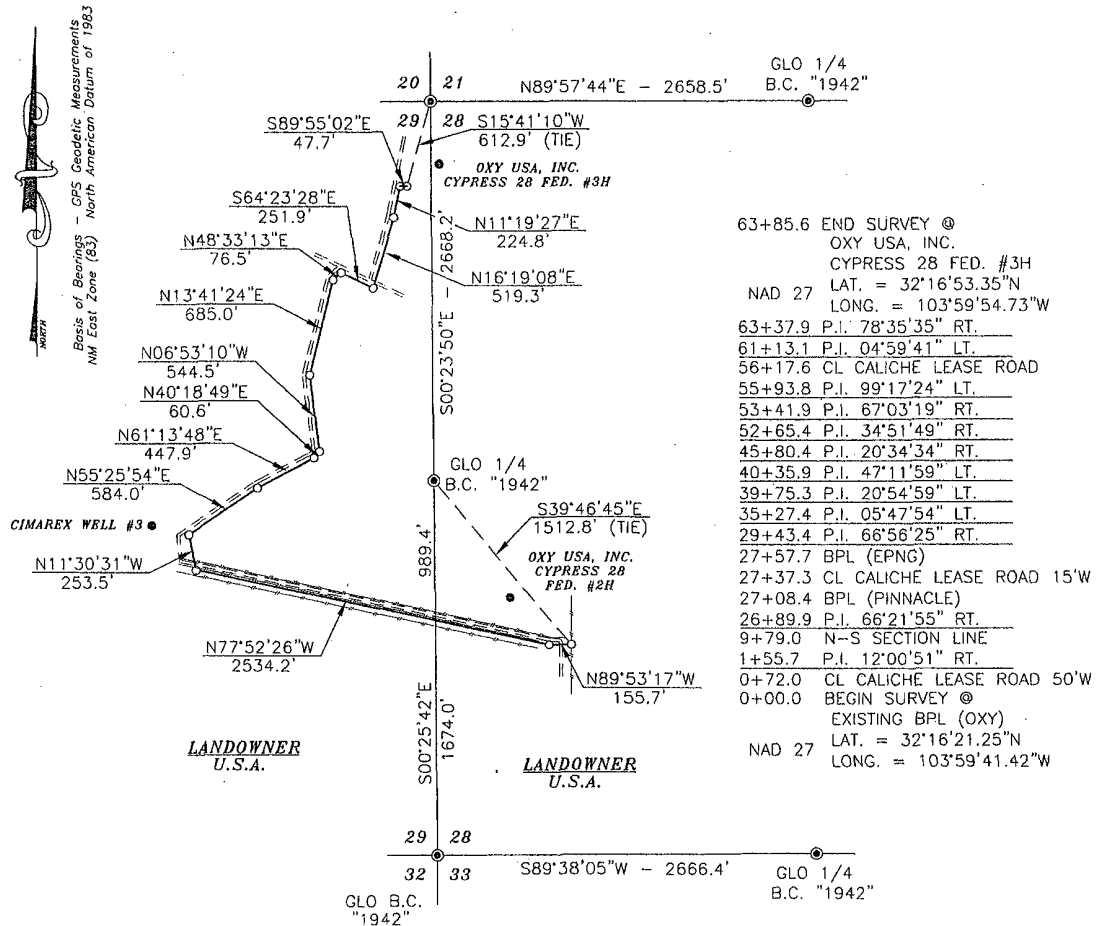 Basis of Bearings - GPS Geodetic Measurements
NM East Zone (83) North American Datum of 1983
NORTH
20 21
29 28
N89°57'44"E - 2658.5'
GLO 1/4
B.C. "1942"
S89°55'02"E
47.7'
S15°41'10"W
612.9' (TIE)
OXY USA, INC.
CYPRESS 28 FED. #3H
S64°23'28"E
251.9'
N11°19'27"E
224.8'
N48°33'13"E
76.5'
N16°19'08"E
519.3'
N13°41'24"E
685.0'
S00°23'50"E - 2668.2'
N06°53'10"W
544.5'
N40°18'49"E
60.6'
N61°13'48"E
447.9'
N55°25'54"E
584.0'
GLO 1/4
B.C. "1942"
S39°46'45"E
1512.8' (TIE)
CIMAREX WELL #3
OXY USA, INC.
CYPRESS 28
FED. #2H
989.4'
N11°30'31"W
253.5'
N77°52'26"W
2534.2'
N89°53'17"W
155.7'
S00°25'42"E
1674.0'
LANDOWNER
U.S.A.
LANDOWNER
U.S.A.
29 28
32 33
S89°38'05"W - 2666.4'
GLO B.C.
"1942"
GLO 1/4
B.C. "1942"
63+85.6 END SURVEY @
OXY USA, INC.
CYPRESS 28 FED. #3H
NAD 27
LAT. = 32°16'53.35"N
LONG. = 103°59'54.73"W
63+37.9 P.I. 78°35'35" RT.
61+13.1 P.I. 04°59'41" LT.
56+17.6 CL CALICHE LEASE ROAD
55+93.8 P.I. 99°17'24" LT.
53+41.9 P.I. 67°03'19" RT.
52+65.4 P.I. 34°51'49" RT.
45+80.4 P.I. 20°34'34" RT.
40+35.9 P.I. 47°11'59" LT.
39+75.3 P.I. 20°54'59" LT.
35+27.4 P.I. 05°47'54" LT.
29+43.4 P.I. 66°56'25" RT.
27+57.7 BPL (EPNG)
27+37.3 CL CALICHE LEASE ROAD 15'W
27+08.4 BPL (PINNACLE)
26+89.9 P.I. 66°21'55" RT.
9+79.0 N-S SECTION LINE
1+55.7 P.I. 12°00'51" RT.
0+72.0 CL CALICHE LEASE ROAD 50'W
0+00.0 BEGIN SURVEY @
EXISTING BPL (OXY)
NAD 27
LAT. = 32°16'21.25"N
LONG. = 103°59'41.42"W